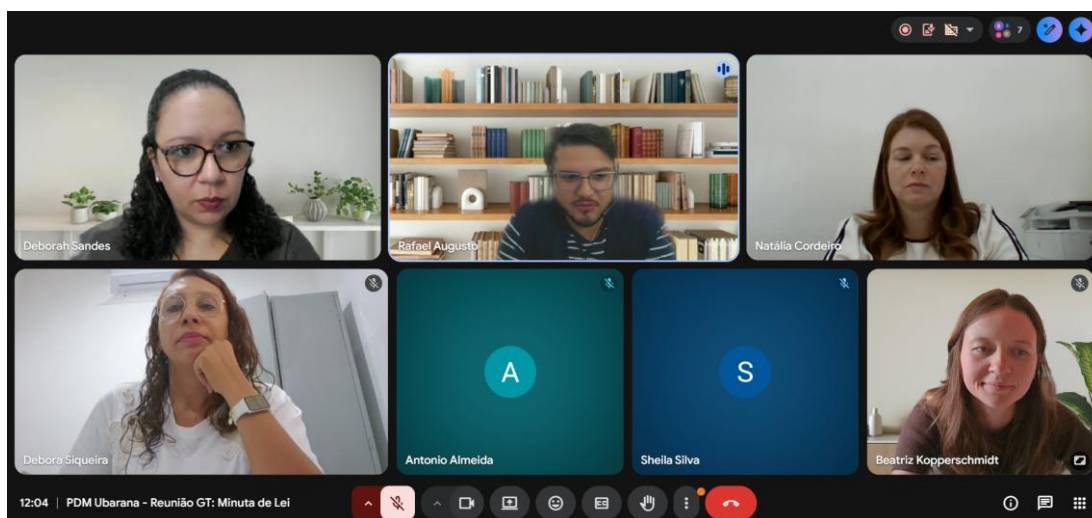 7
Deborah Sandes
Rafael Augusto
Natália Cordeiro
Debora Siqueira
A
Antonio Almeida
S
Sheila Silva
Beatriz Kopperschmidt
12:04 | PDM Ubarana - Reunião GT: Minuta de Lei
CC